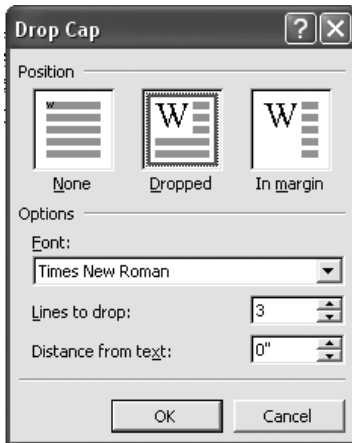 Drop Cap
Position
None
Dropped
In margin
Options
Font:
Times New Roman
Lines to drop: 3
Distance from text: 0"
OK
Cancel